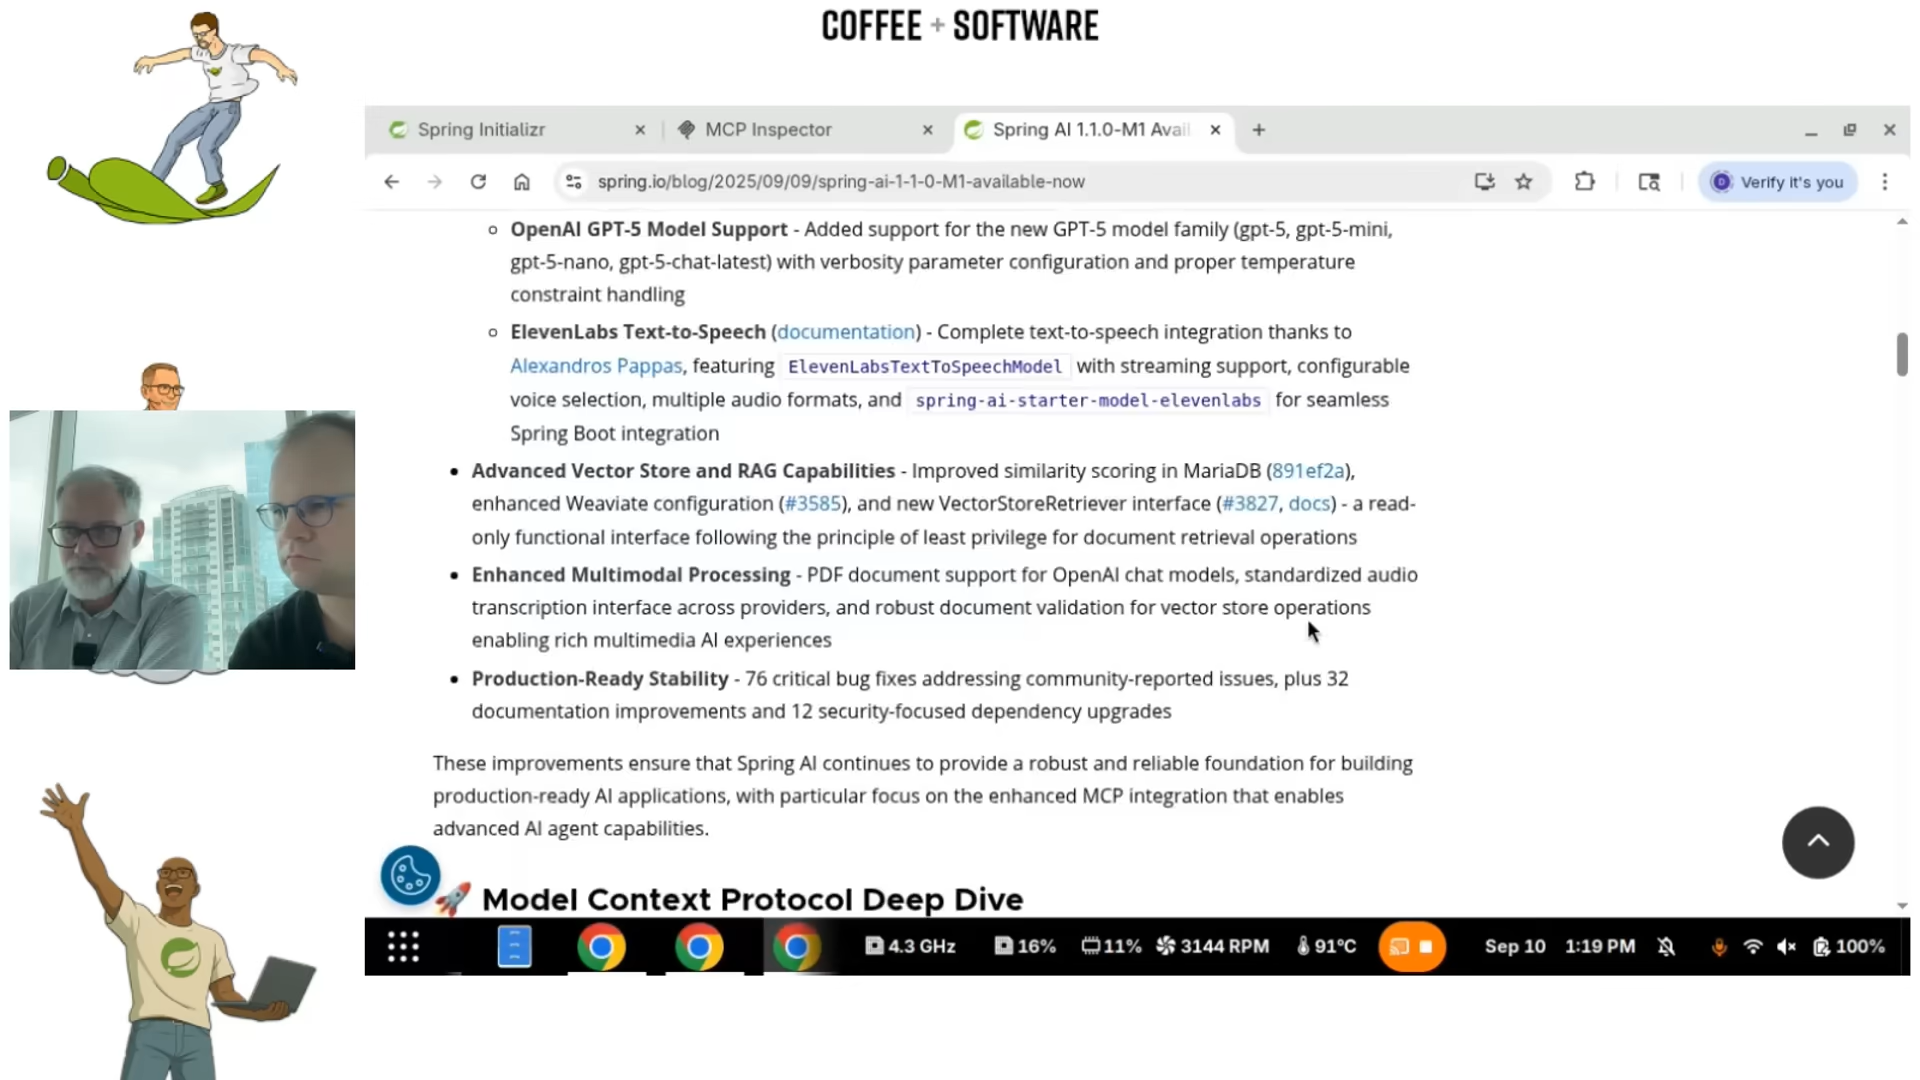 COFFEE + SOFTWARE
Spring Initializr
MCP Inspector
Spring AI 1.1.0-M1 Avail
spring.io/blog/2025/09/09/spring-ai-1-1-0-M1-available-now
Verify it's you
OpenAI GPT-5 Model Support - Added support for the new GPT-5 model family (gpt-5, gpt-5-mini,
gpt-5-nano, gpt-5-chat-latest) with verbosity parameter configuration and proper temperature
constraint handling
ElevenLabs Text-to-Speech (documentation) - Complete text-to-speech integration thanks to
Alexandros Pappas, featuring ElevenLabsTextToSpeechModel with streaming support, configurable
voice selection, multiple audio formats, and spring-ai-starter-model-elevenlabs for seamless
Spring Boot integration
Advanced Vector Store and RAG Capabilities - Improved similarity scoring in MariaDB (891ef2a),
enhanced Weaviate configuration (#3585), and new VectorStoreRetriever interface (#3827, docs) - a read-
only functional interface following the principle of least privilege for document retrieval operations
Enhanced Multimodal Processing - PDF document support for OpenAI chat models, standardized audio
transcription interface across providers, and robust document validation for vector store operations
enabling rich multimedia AI experiences
Production-Ready Stability - 76 critical bug fixes addressing community-reported issues, plus 32
documentation improvements and 12 security-focused dependency upgrades
These improvements ensure that Spring AI continues to provide a robust and reliable foundation for building
production-ready AI applications, with particular focus on the enhanced MCP integration that enables
advanced AI agent capabilities.
🚀 Model Context Protocol Deep Dive
4.3 GHz 16% 11% 3144 RPM 91°C Sep 10 1:19 PM 100%